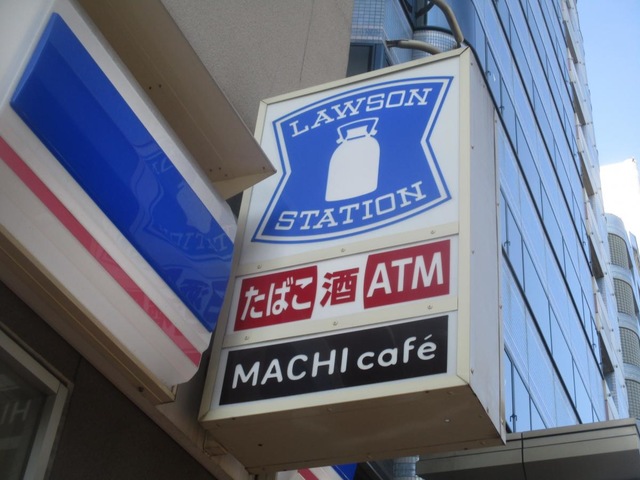 LAWSON
STATION
たばこ 酒 ATM
MACHI café